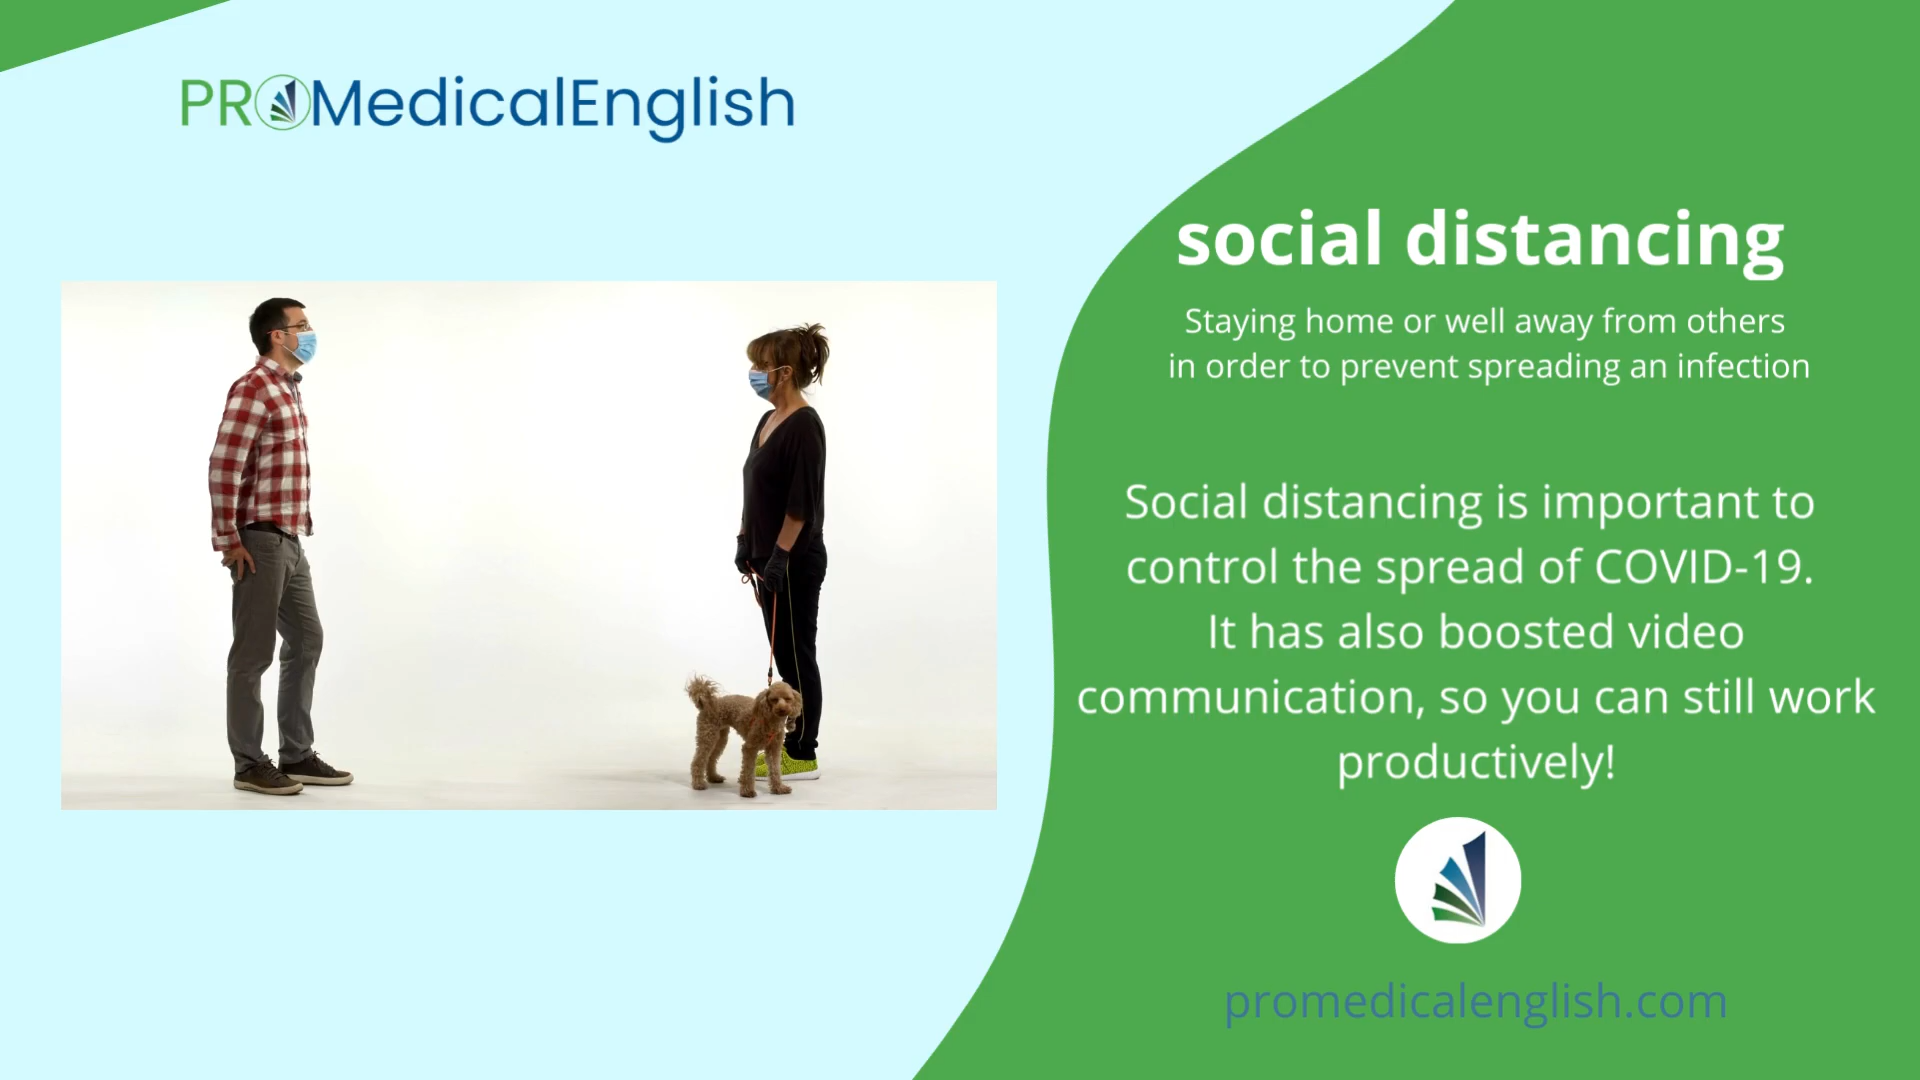 PROMedicalEnglish
social distancing
Staying home or well away from others
in order to prevent spreading an infection
Social distancing is important to
control the spread of COVID-19.
It has also boosted video
communication, so you can still work
productively!
promedicalenglish.com